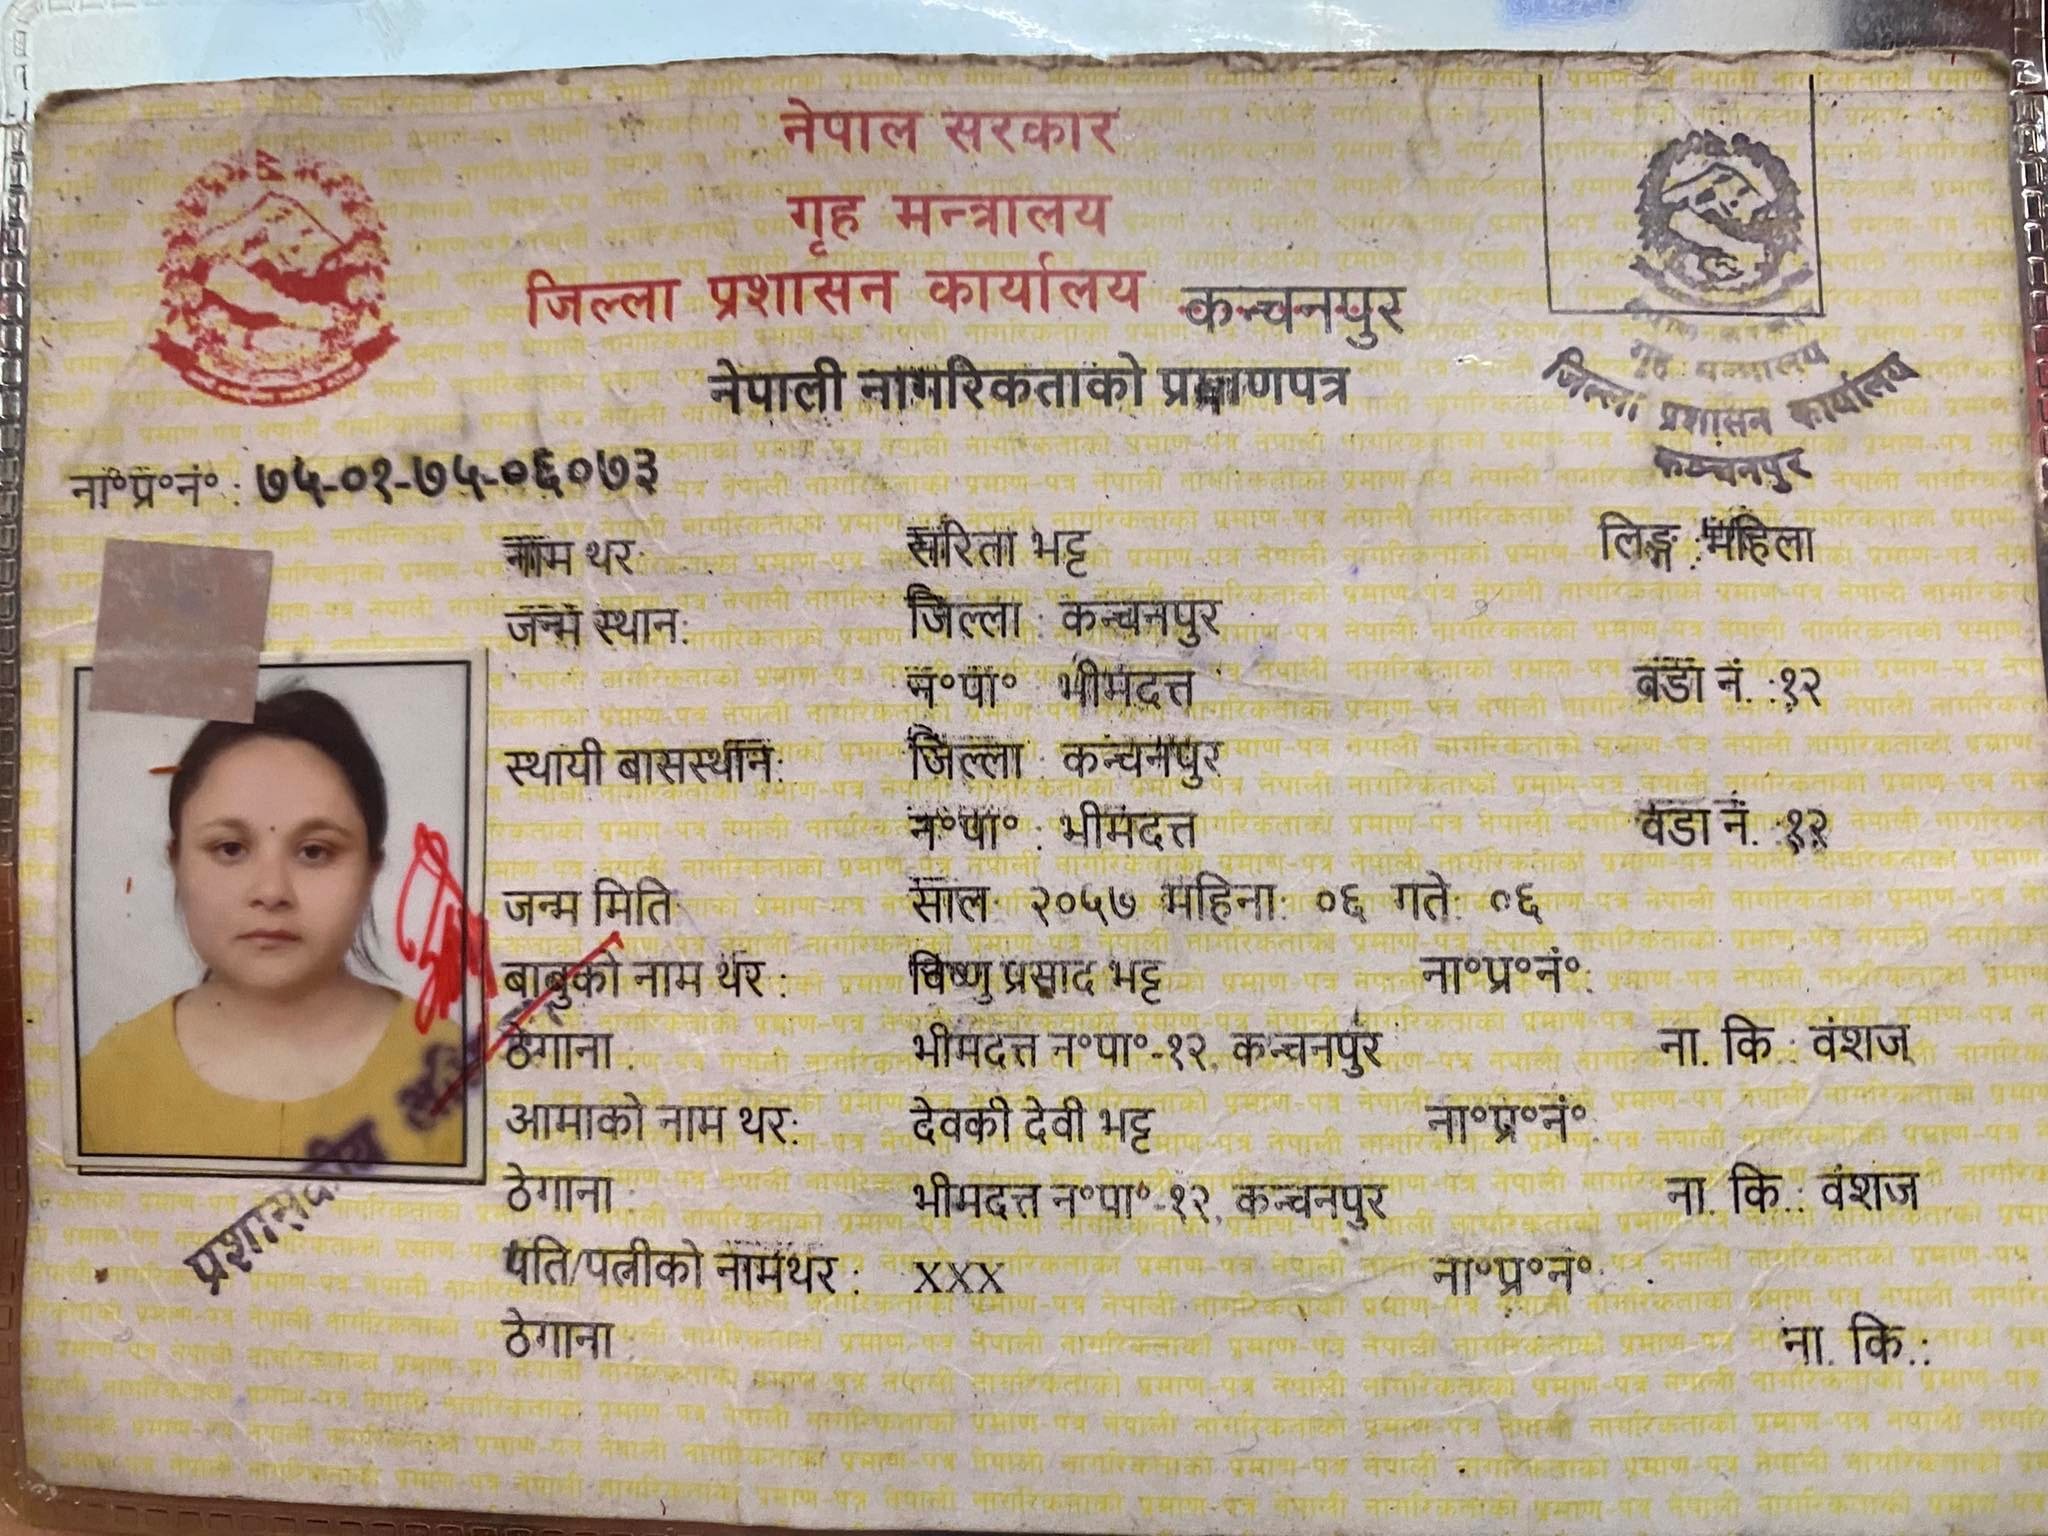 नेपाल सरकार
गृह मन्त्रालय
जिल्ला प्रशासन कार्यालय कन्चनपुर
नेपाली नागरिकताको प्रमाणपत्र
गृह मन्त्रालय
जिल्ला प्रशासन कार्यालय
कन्चनपुर
ना॰प्र॰नं॰ : ७५-०१-७५-०६०७३
नाम थर: सरिता भट्ट लिङ्ग : महिला
जन्म स्थान: जिल्ला : कन्चनपुर
न॰पा॰ भीमदत्त वडा नं. :१२
स्थायी बासस्थान: जिल्ला : कन्चनपुर
न॰पा॰ : भीमदत्त वडा नं. :१२
जन्म मिति: साल: २०५७ महिना: ०६ गते: ०६
बाबुको नाम थर : विष्णु प्रसाद भट्ट ना॰प्र॰नं॰:
ठेगाना : भीमदत्त न॰पा॰-१२, कन्चनपुर ना. कि.: वंशज
आमाको नाम थर: देवकी देवी भट्ट ना॰प्र॰नं॰:
ठेगाना : भीमदत्त न॰पा॰-१२, कन्चनपुर ना. कि.: वंशज
पति/पत्नीको नामथर : XXX ना॰प्र॰नं॰:
ठेगाना : ना. कि.:
प्रशासकीय